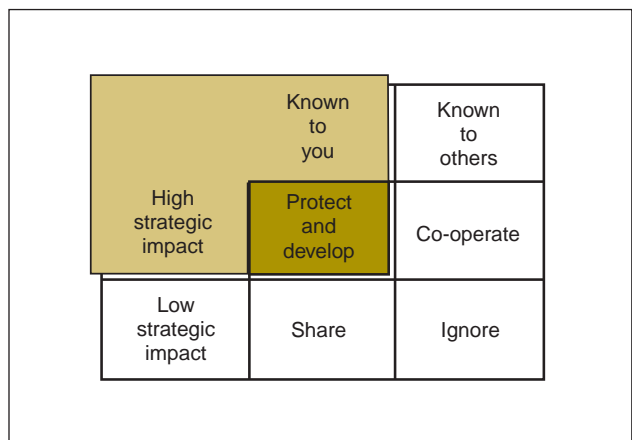 Known
to
you
Known
to
others
High
strategic
impact
Protect
and
develop
Co-operate
Low
strategic
impact
Share
Ignore